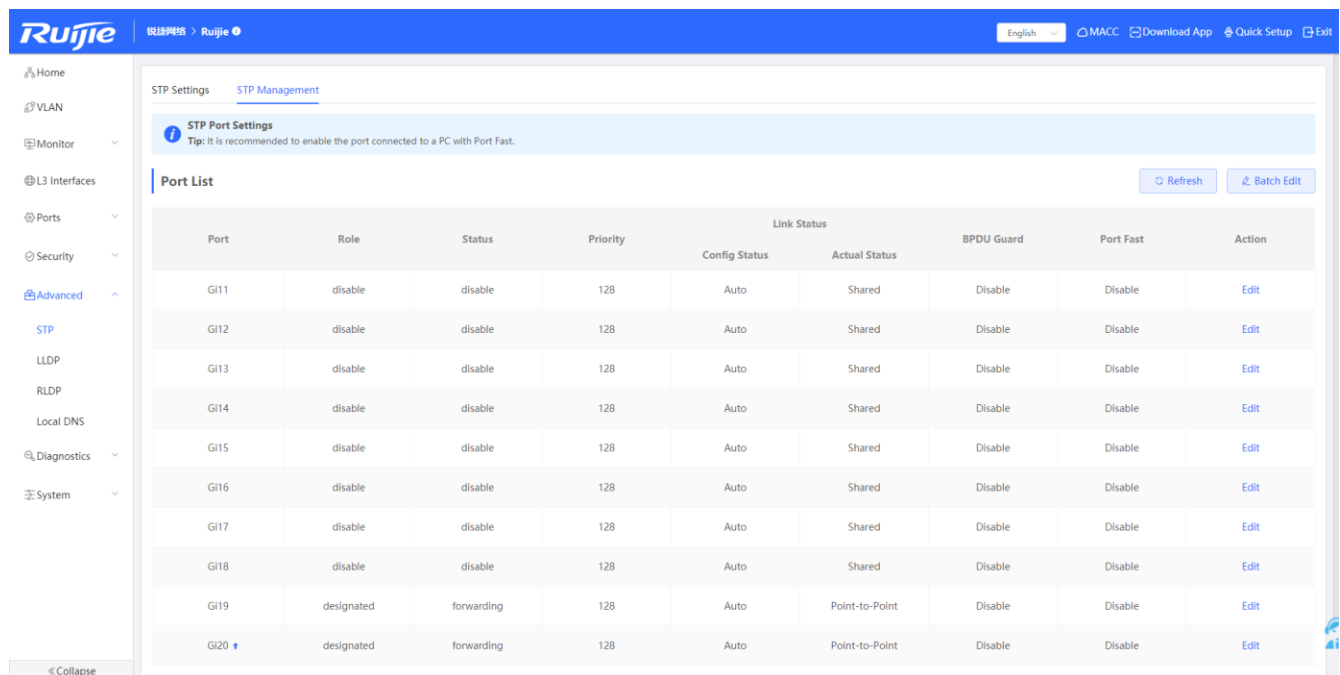 Ruijie 锐捷网络 > Ruijie English MACC Download App Quick Setup Exit
Home
VLAN
Monitor
L3 Interfaces
Ports
Security
Advanced
STP
LLDP
RLDP
Local DNS
Diagnostics
System
«Collapse
STP Settings STP Management
STP Port Settings
Tip: It is recommended to enable the port connected to a PC with Port Fast.
Port List Refresh Batch Edit
Port Role Status Priority Link Status BPDU Guard Port Fast Action
Config Status Actual Status
Gi11 disable disable 128 Auto Shared Disable Disable Edit
Gi12 disable disable 128 Auto Shared Disable Disable Edit
Gi13 disable disable 128 Auto Shared Disable Disable Edit
Gi14 disable disable 128 Auto Shared Disable Disable Edit
Gi15 disable disable 128 Auto Shared Disable Disable Edit
Gi16 disable disable 128 Auto Shared Disable Disable Edit
Gi17 disable disable 128 Auto Shared Disable Disable Edit
Gi18 disable disable 128 Auto Shared Disable Disable Edit
Gi19 designated forwarding 128 Auto Point-to-Point Disable Disable Edit
Gi20 designated forwarding 128 Auto Point-to-Point Disable Disable Edit